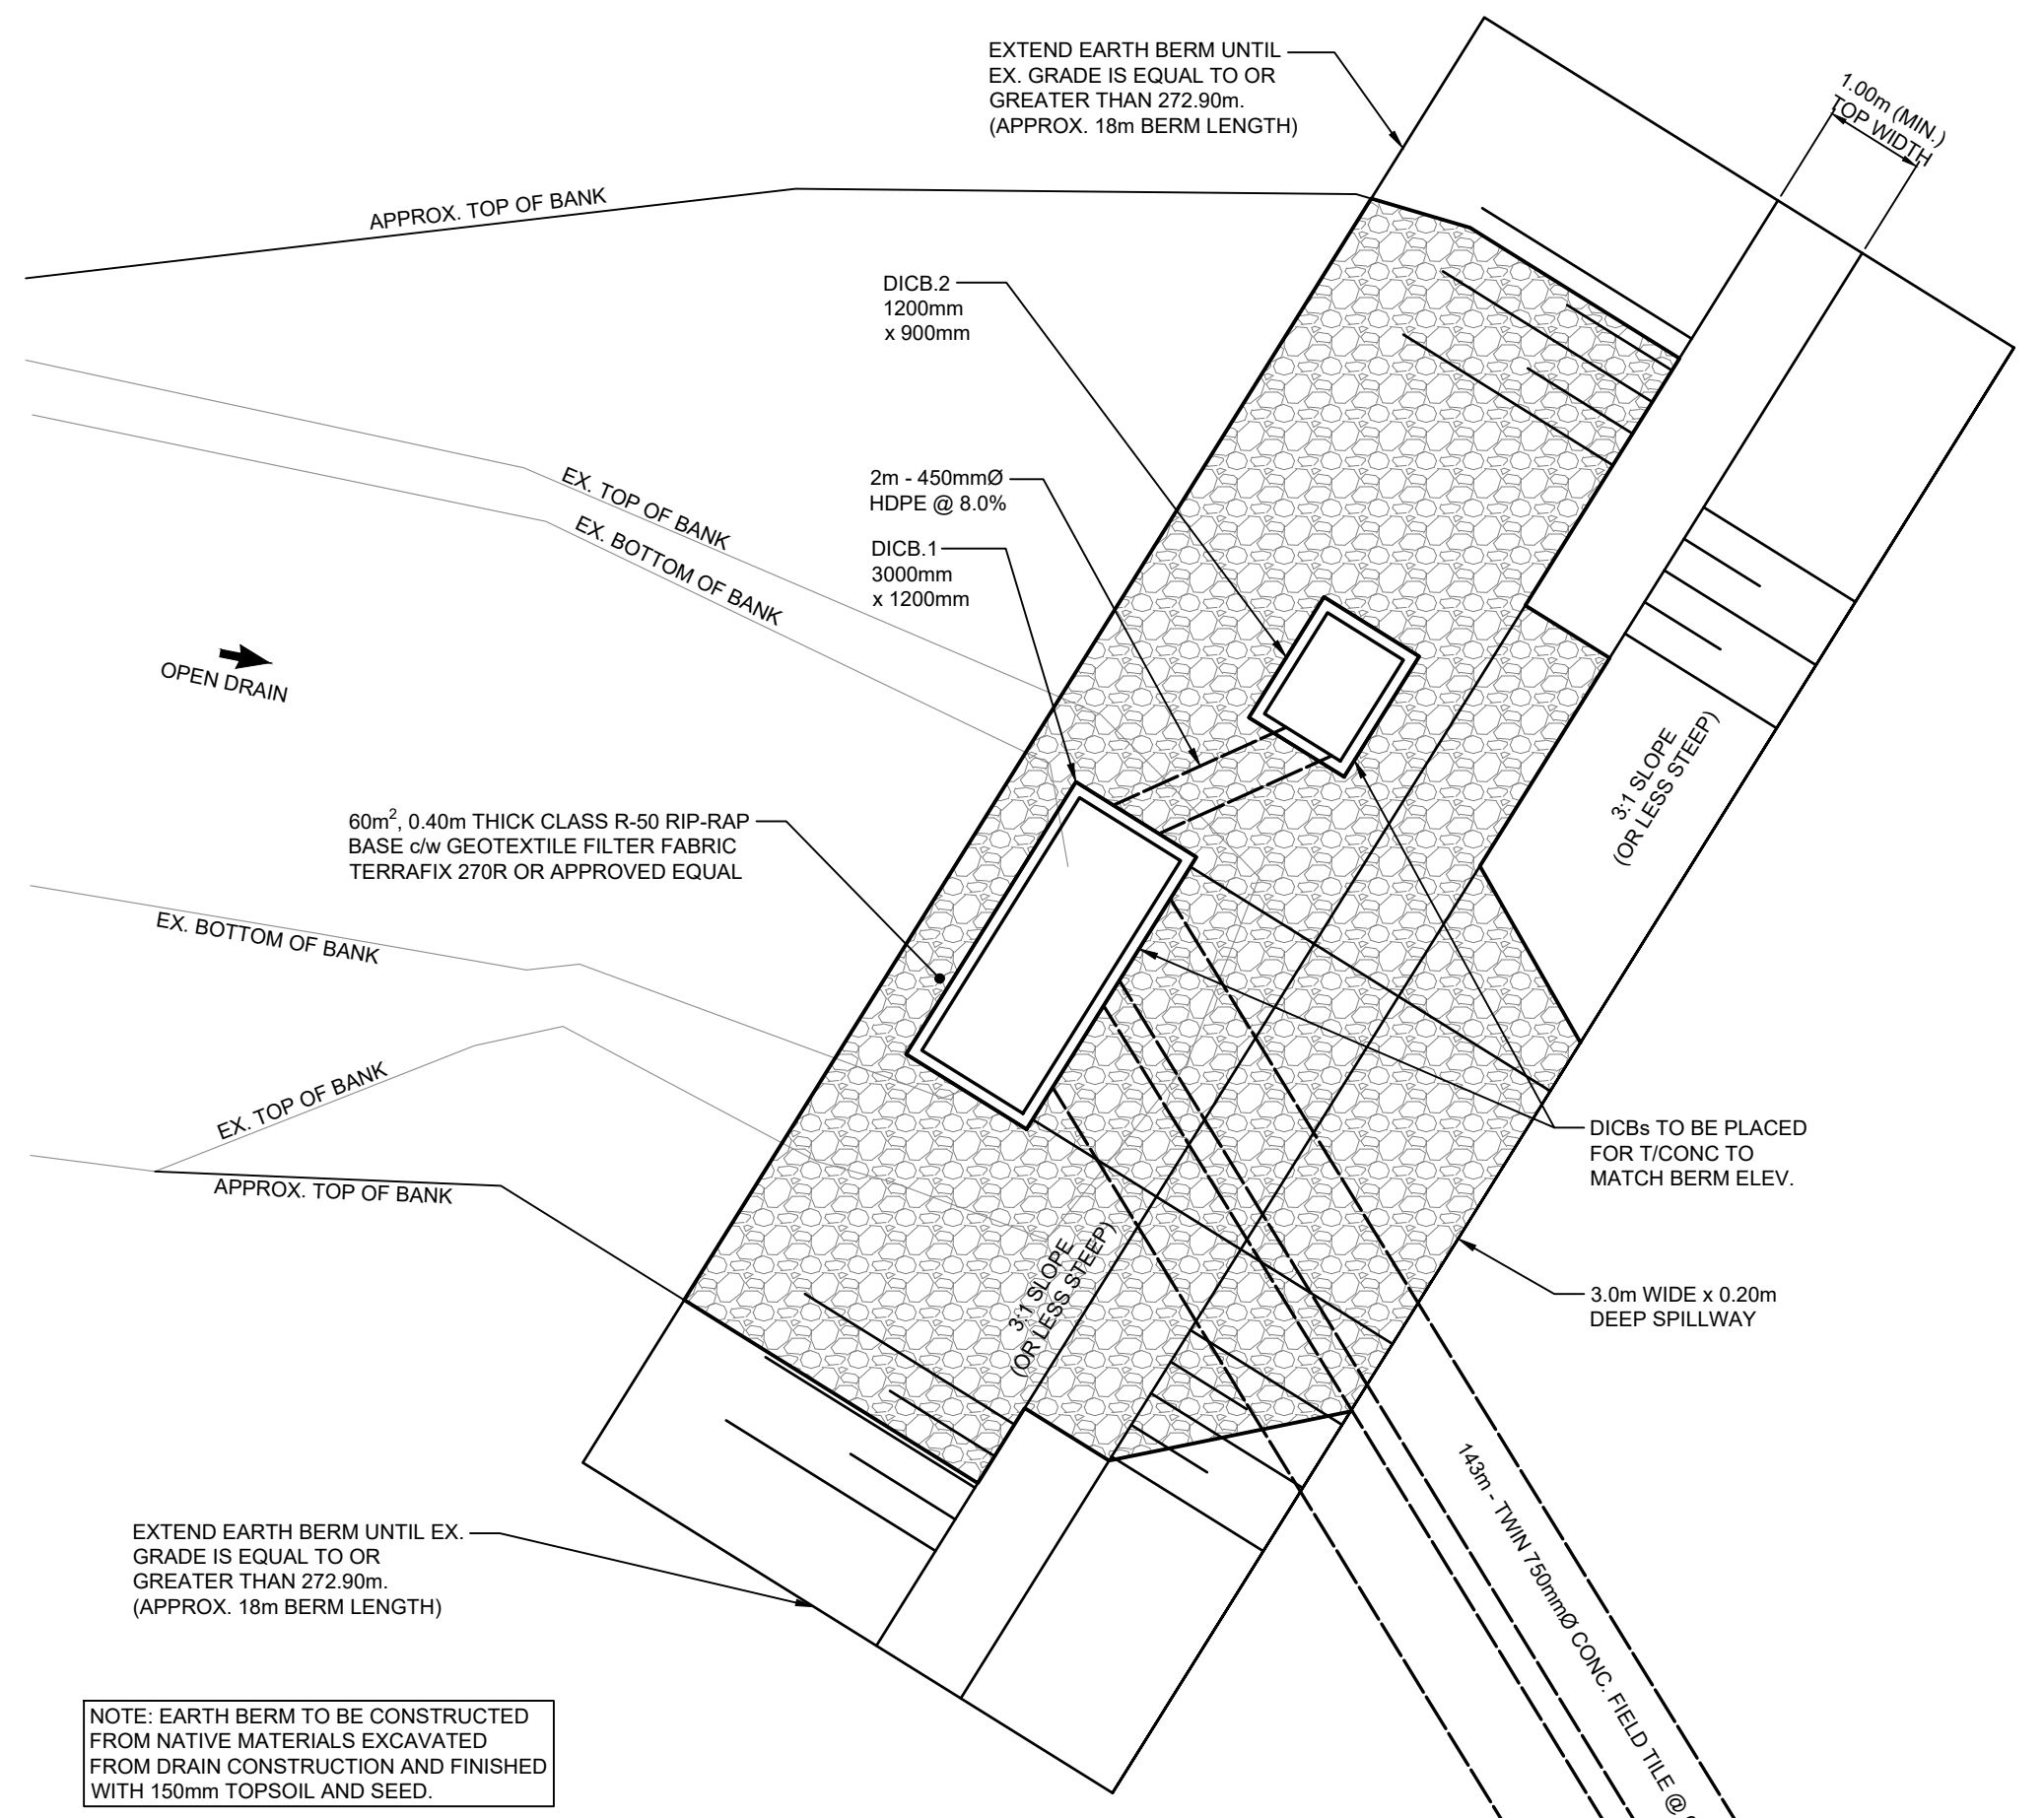 EXTEND EARTH BERM UNTIL
EX. GRADE IS EQUAL TO OR
GREATER THAN 272.90m.
(APPROX. 18m BERM LENGTH)
1.00m (MIN.)
TOP WIDTH
APPROX. TOP OF BANK
DICB.2
1200mm
x 900mm
EX. TOP OF BANK
EX. BOTTOM OF BANK
2m - 450mmØ
HDPE @ 8.0%
DICB.1
3000mm
x 1200mm
OPEN DRAIN
3:1 SLOPE
(OR LESS STEEP)
60m², 0.40m THICK CLASS R-50 RIP-RAP
BASE c/w GEOTEXTILE FILTER FABRIC
TERRAFIX 270R OR APPROVED EQUAL
EX. BOTTOM OF BANK
EX. TOP OF BANK
APPROX. TOP OF BANK
DICBs TO BE PLACED
FOR T/CONC TO
MATCH BERM ELEV.
3:1 SLOPE
(OR LESS STEEP)
3.0m WIDE x 0.20m
DEEP SPILLWAY
143m - TWIN 750mmØ CONC. FIELD TILE @
EXTEND EARTH BERM UNTIL EX.
GRADE IS EQUAL TO OR
GREATER THAN 272.90m.
(APPROX. 18m BERM LENGTH)
NOTE: EARTH BERM TO BE CONSTRUCTED
FROM NATIVE MATERIALS EXCAVATED
FROM DRAIN CONSTRUCTION AND FINISHED
WITH 150mm TOPSOIL AND SEED.